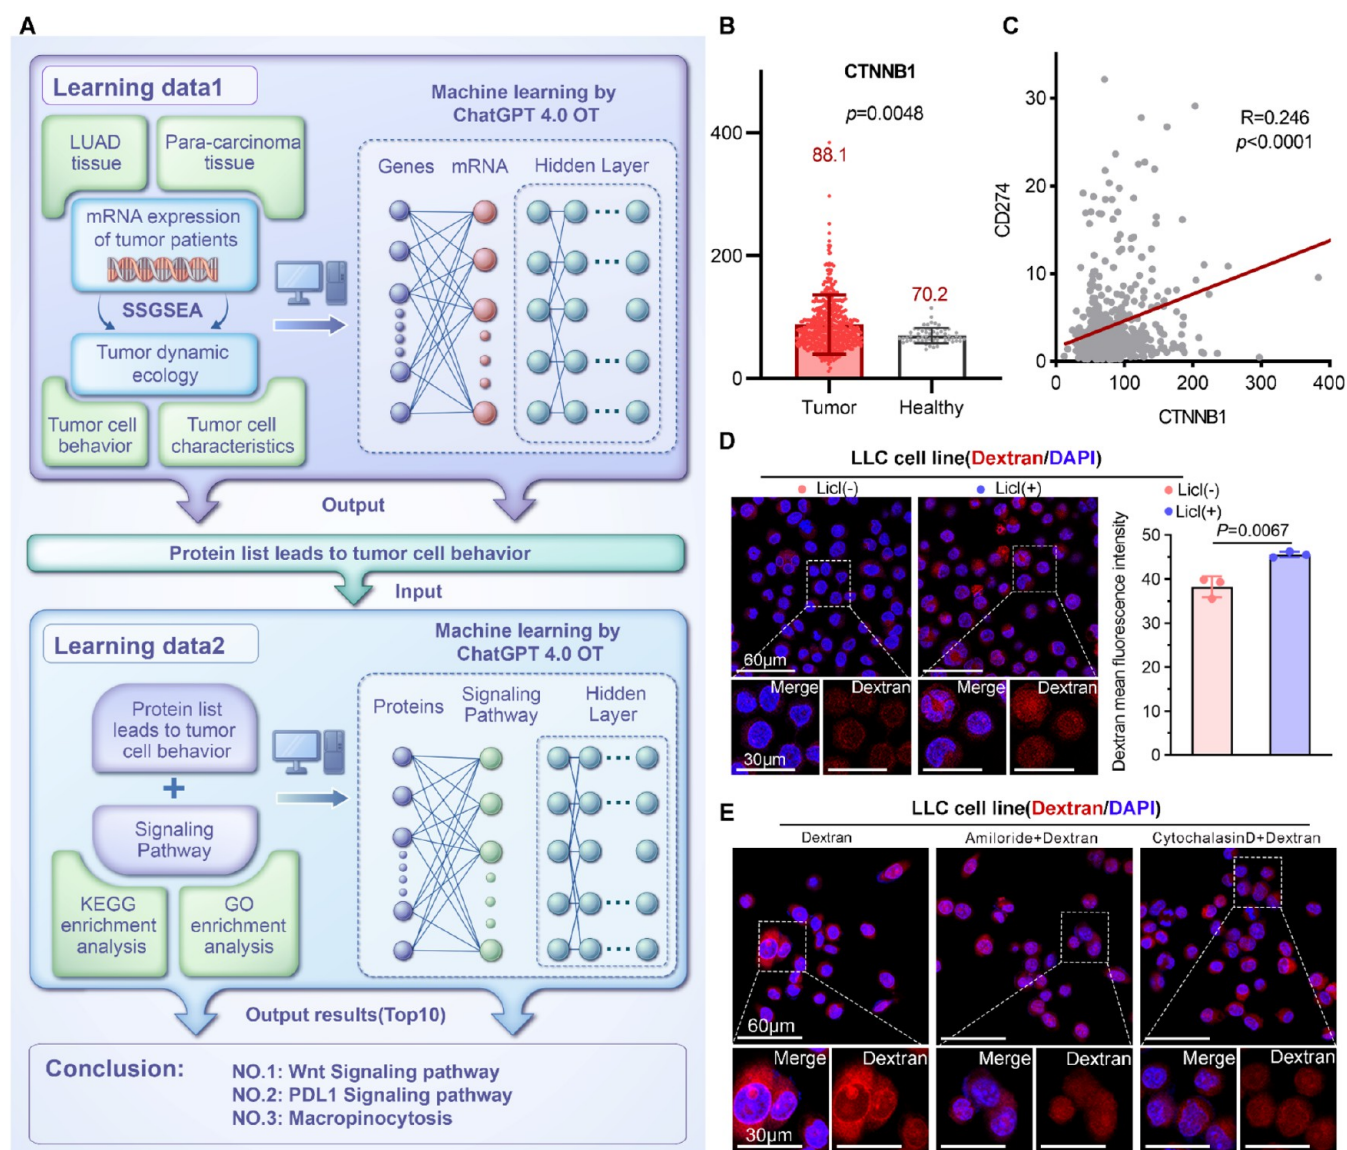 A
Learning data1
LUAD
tissue
Para-carcinoma
tissue
mRNA expression
of tumor patients
SSGSEA
Tumor dynamic
ecology
Tumor cell
behavior
Tumor cell
characteristics
Machine learning by
ChatGPT 4.0 OT
Genes
mRNA
Hidden Layer
Output
Protein list leads to tumor cell behavior
Input
Learning data2
Protein list
leads to tumor
cell behavior
+
Signaling
Pathway
KEGG
enrichment
analysis
GO
enrichment
analysis
Machine learning by
ChatGPT 4.0 OT
Proteins
Signaling
Pathway
Hidden
Layer
Output results(Top10)
Conclusion:
NO.1: Wnt Signaling pathway
NO.2: PDL1 Signaling pathway
NO.3: Macropinocytosis
B
CTNNB1
p=0.0048
400
200
0
88.1
70.2
Tumor
Healthy
C
R=0.246
p<0.0001
CD274
30
20
10
0
0
100
200
300
400
CTNNB1
D
LLC cell line(Dextran/DAPI)
Licl(-)
Licl(+)
60μm
Merge
Dextran
Merge
Dextran
30μm
Licl(-)
Licl(+)
P=0.0067
Dextran mean fluorescence intensity
50
40
30
20
10
0
E
LLC cell line(Dextran/DAPI)
Dextran
Amiloride+Dextran
CytochalasinD+Dextran
60μm
Merge
Dextran
Merge
Dextran
Merge
Dextran
30μm